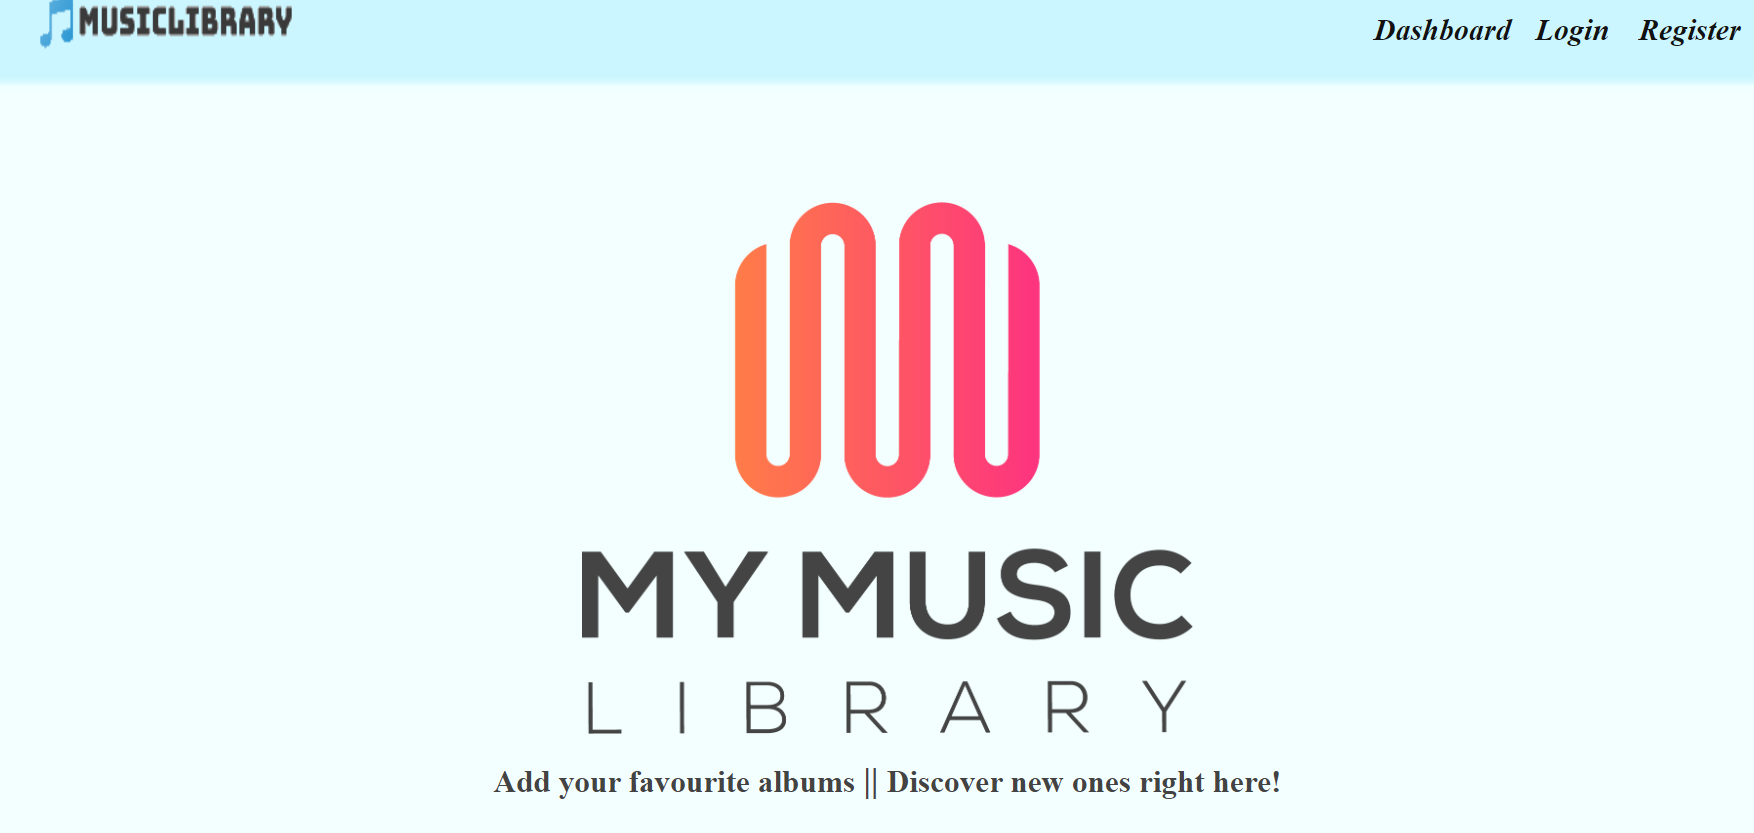 MUSICLIBRARY
Dashboard Login Register
MY MUSIC
LIBRARY
Add your favourite albums || Discover new ones right here!